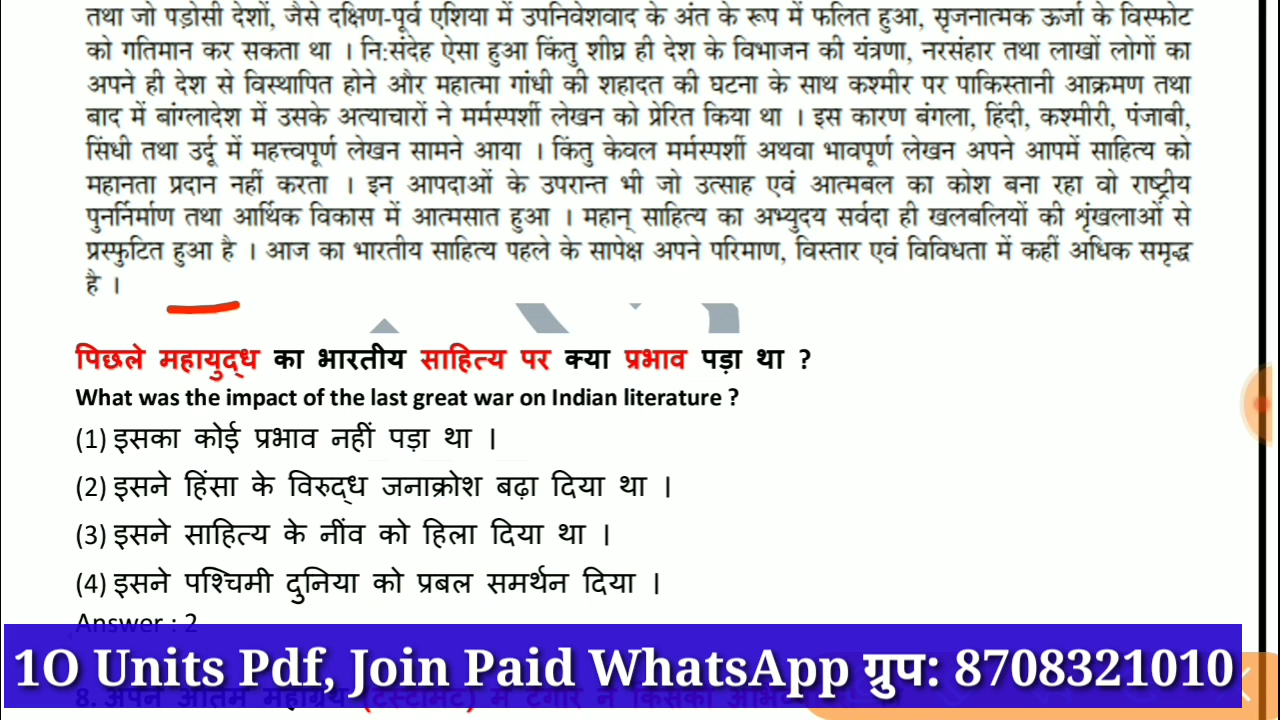 तथा जो पड़ोसी देशों, जैसे दक्षिण-पूर्व एशिया में उपनिवेशवाद के अंत के रूप में फलित हुआ, सृजनात्मक ऊर्जा के विस्फोट
को गतिमान कर सकता था । नि:संदेह ऐसा हुआ किंतु शीघ्र ही देश के विभाजन की यंत्रणा, नरसंहार तथा लाखों लोगों का
अपने ही देश से विस्थापित होने और महात्मा गांधी की शहादत की घटना के साथ कश्मीर पर पाकिस्तानी आक्रमण तथा
बाद में बांग्लादेश में उसके अत्याचारों ने मर्मस्पर्शी लेखन को प्रेरित किया था । इस कारण बंगला, हिंदी, कश्मीरी, पंजाबी,
सिंधी तथा उर्दू में महत्त्वपूर्ण लेखन सामने आया । किंतु केवल मर्मस्पर्शी अथवा भावपूर्ण लेखन अपने आपमें साहित्य को
महानता प्रदान नहीं करता । इन आपदाओं के उपरान्त भी जो उत्साह एवं आत्मबल का कोश बना रहा वो राष्ट्रीय
पुनर्निर्माण तथा आर्थिक विकास में आत्मसात हुआ । महान् साहित्य का अभ्युदय सर्वदा ही खलबलियों की शृंखलाओं से
प्रस्फुटित हुआ है । आज का भारतीय साहित्य पहले के सापेक्ष अपने परिमाण, विस्तार एवं विविधता में कहीं अधिक समृद्ध
है ।
पिछले महायुद्ध का भारतीय साहित्य पर क्या प्रभाव पड़ा था ?
What was the impact of the last great war on Indian literature ?
(1) इसका कोई प्रभाव नहीं पड़ा था ।
(2) इसने हिंसा के विरुद्ध जनाक्रोश बढ़ा दिया था ।
(3) इसने साहित्य के नींव को हिला दिया था ।
(4) इसने पश्चिमी दुनिया को प्रबल समर्थन दिया ।
Answer : 2
1O Units Pdf, Join Paid WhatsApp ग्रुप: 8708321010